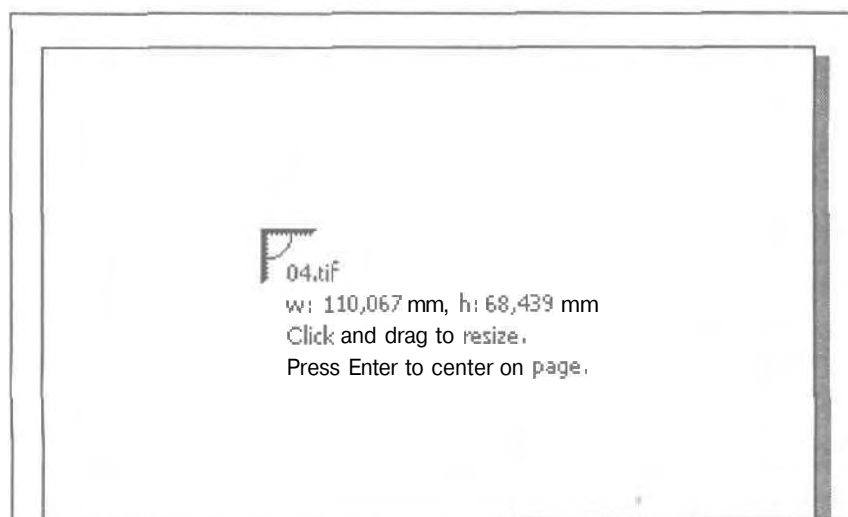 04.tif
w: 110,067 mm, h: 68,439 mm
Click and drag to resize.
Press Enter to center on page.